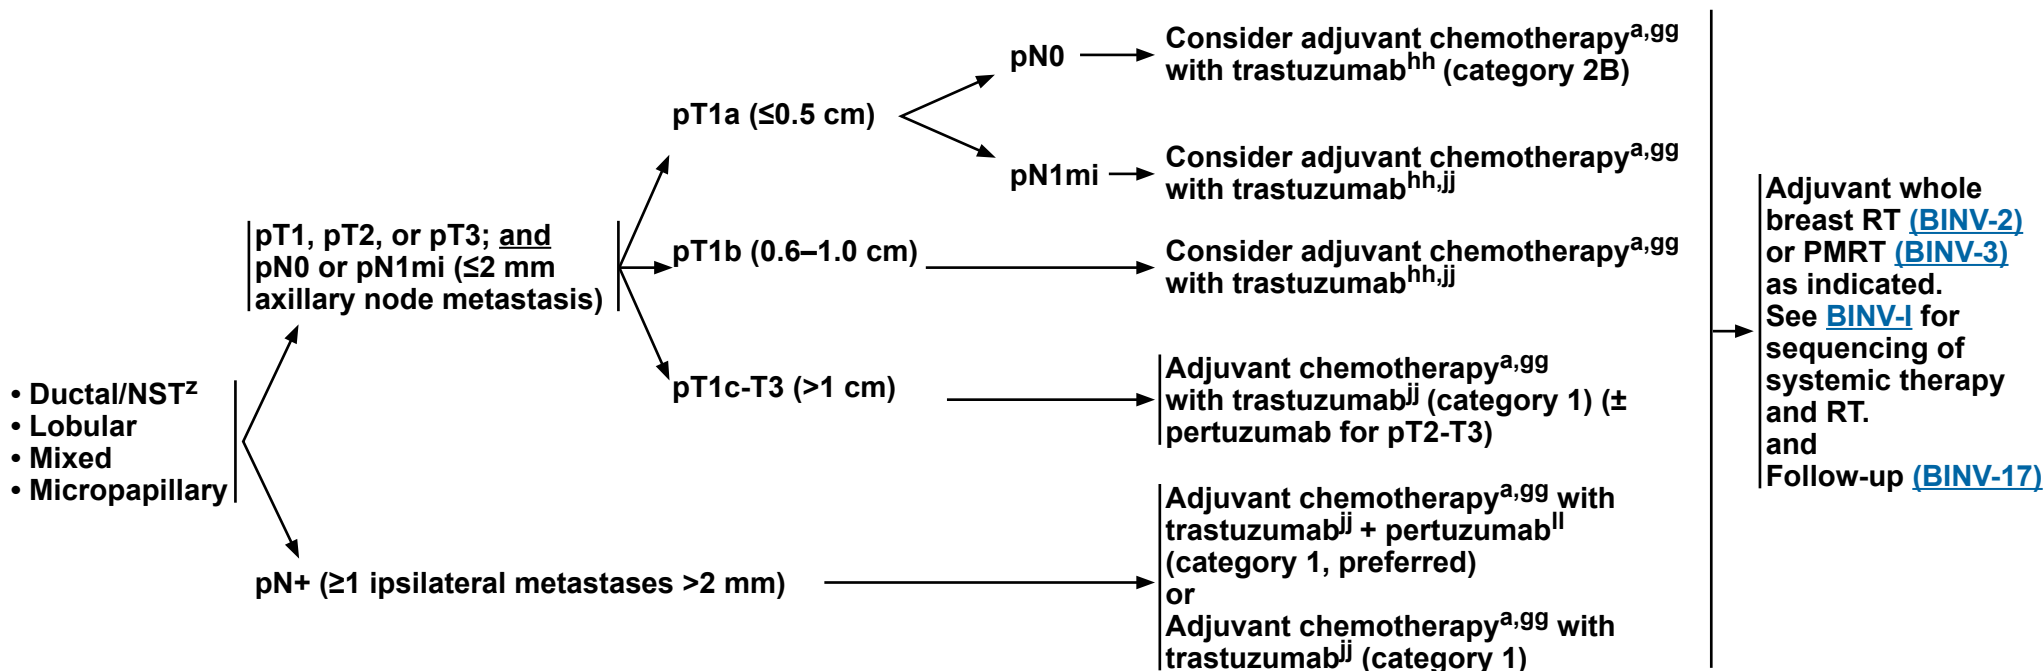 • Ductal/NSTz
• Lobular
• Mixed
• Micropapillary
pT1, pT2, or pT3; and
pN0 or pN1mi (≤2 mm
axillary node metastasis)
pN+ (≥1 ipsilateral metastases >2 mm)
pT1a (≤0.5 cm)
pN0
Consider adjuvant chemotherapya,gg
with trastuzumabhh (category 2B)
pN1mi
Consider adjuvant chemotherapya,gg
with trastuzumabhh,jj
pT1b (0.6–1.0 cm)
Consider adjuvant chemotherapya,gg
with trastuzumabhh,jj
pT1c-T3 (>1 cm)
Adjuvant chemotherapya,gg
with trastuzumabjj (category 1) (±
pertuzumab for pT2-T3)
Adjuvant chemotherapya,gg with
trastuzumabjj + pertuzumabll
(category 1, preferred)
or
Adjuvant chemotherapya,gg with
trastuzumabjj (category 1)
Adjuvant whole
breast RT (BINV-2)
or PMRT (BINV-3)
as indicated.
See BINV-I for
sequencing of
systemic therapy
and RT.
and
Follow-up (BINV-17)